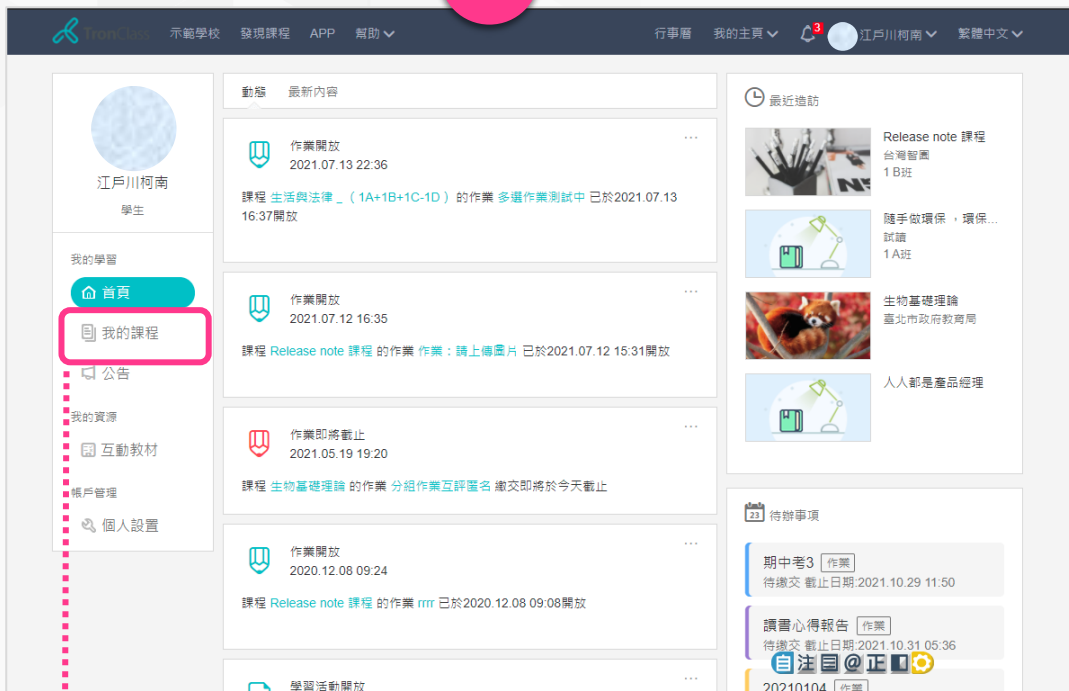 TronClass 示範學校 發現課程 APP 幫助 行事曆 我的主頁 3 江戶川柯南 繁體中文
江戶川柯南
學生
我的學習
首頁
我的課程
公告
我的資源
互動教材
帳戶管理
個人設置
動態 最新內容
作業開放
2021.07.13 22:36
課程 生活與法律 _ （1A+1B+1C-1D） 的作業 多選作業測試中 已於2021.07.13
16:37開放
作業開放
2021.07.12 16:35
課程 Release note 課程 的作業 作業：請上傳圖片 已於2021.07.12 15:31開放
作業即將截止
2021.05.19 19:20
課程 生物基礎理論 的作業 分組作業互評匿名 繳交即將於今天截止
作業開放
2020.12.08 09:24
課程 Release note 課程 的作業 rrrr 已於2020.12.08 09:08開放
學習活動開放
最近造訪
Release note 課程
台灣智園
1 B班
隨手做環保 ，環保...
試讀
1 A班
生物基礎理論
臺北市政府教育局
人人都是產品經理
23 待辦事項
期中考3 作業
待繳交 截止日期:2021.10.29 11:50
讀書心得報告 作業
待繳交 截止日期:2021.10.31 05:36
自注目@正
20210104 作業